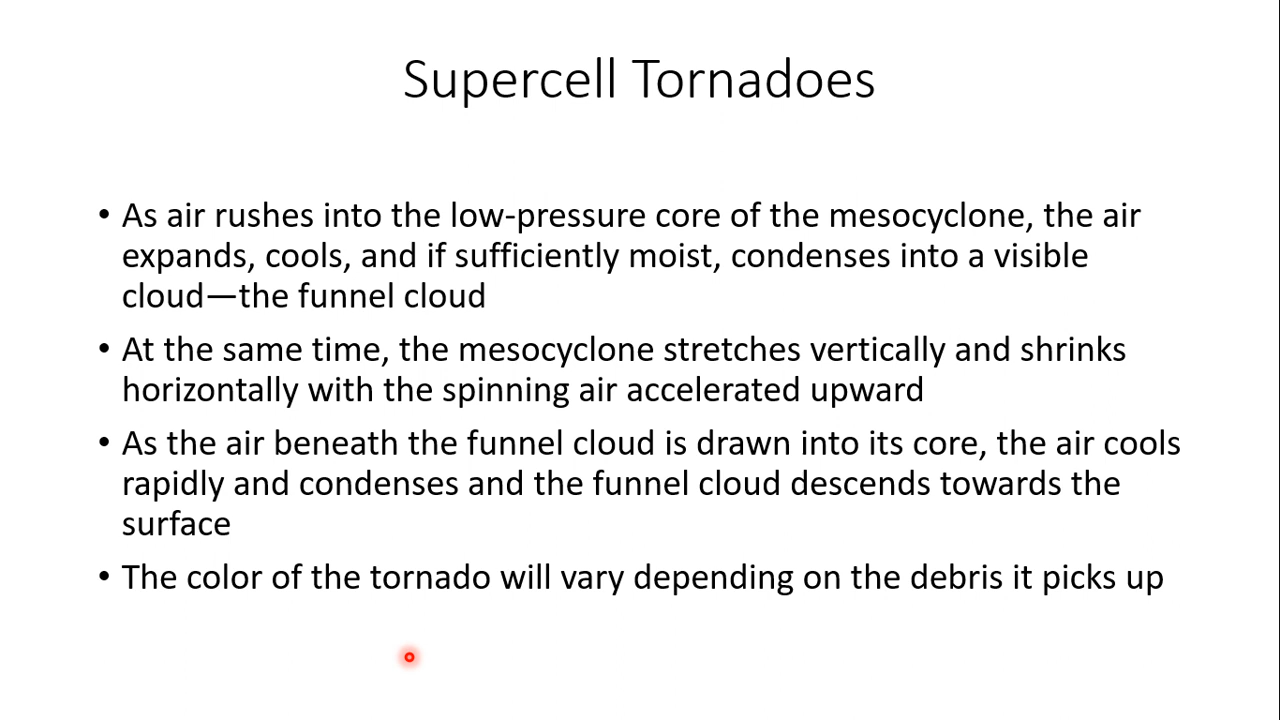 Supercell Tornadoes
• As air rushes into the low-pressure core of the mesocyclone, the air
expands, cools, and if sufficiently moist, condenses into a visible
cloud—the funnel cloud
• At the same time, the mesocyclone stretches vertically and shrinks
horizontally with the spinning air accelerated upward
• As the air beneath the funnel cloud is drawn into its core, the air cools
rapidly and condenses and the funnel cloud descends towards the
surface
• The color of the tornado will vary depending on the debris it picks up